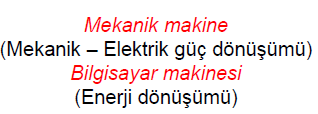 Mekanik makine
(Mekanik – Elektrik güç dönüşümü)
Bilgisayar makinesi
(Enerji dönüşümü)